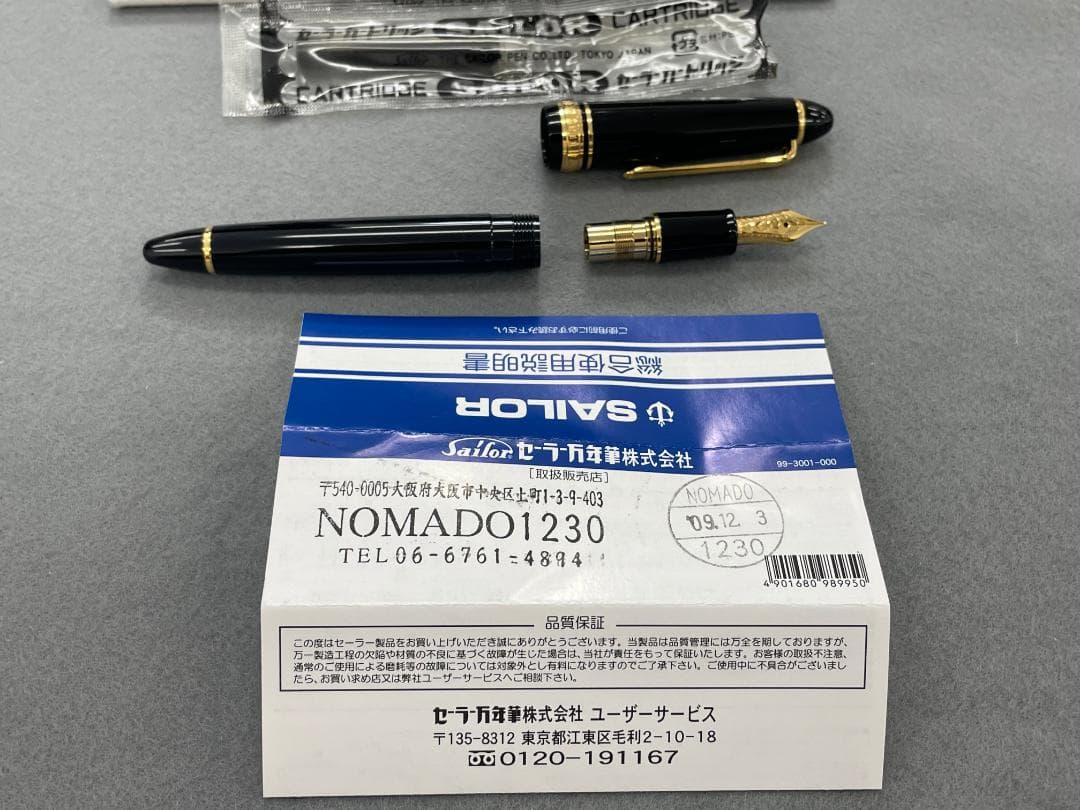 セーラーカートリッジ SAILOR CARTRIDGE
Sailor THE SAILOR PEN CO., LTD. TOKYO JAPAN
CARTRIDGE SAILOR セーラーカートリッジ
ご使用前に必ずお読み下さい。
総合使用説明書
SAILOR
Sailor セーラー万年筆株式会社
99-3001-000
[取扱販売店]
〒540-0005大阪府大阪市中央区上町1-3-9-403
NOMADO1230
TEL06-6761-4894
NOMADO
'09.12.3
1230
4901680989950
品質保証
この度はセーラー製品をお買い上げいただき誠にありがとうございます。当製品は品質管理には万全を期しておりますが、
万一製造工程の欠陥や材質の不良に基づく故障が生じた場合は、当社が責任をもって保証いたします。お客様の取扱不注意、
通常のご使用による磨耗等の故障については対象外とし有料になりますのでご了承下さい。ご使用中に不具合がございまし
たら、お買い求め店又は弊社ユーザーサービスへご相談下さい。
セーラー万年筆株式会社 ユーザーサービス
〒135-8312 東京都江東区毛利2-10-18
0120-191167